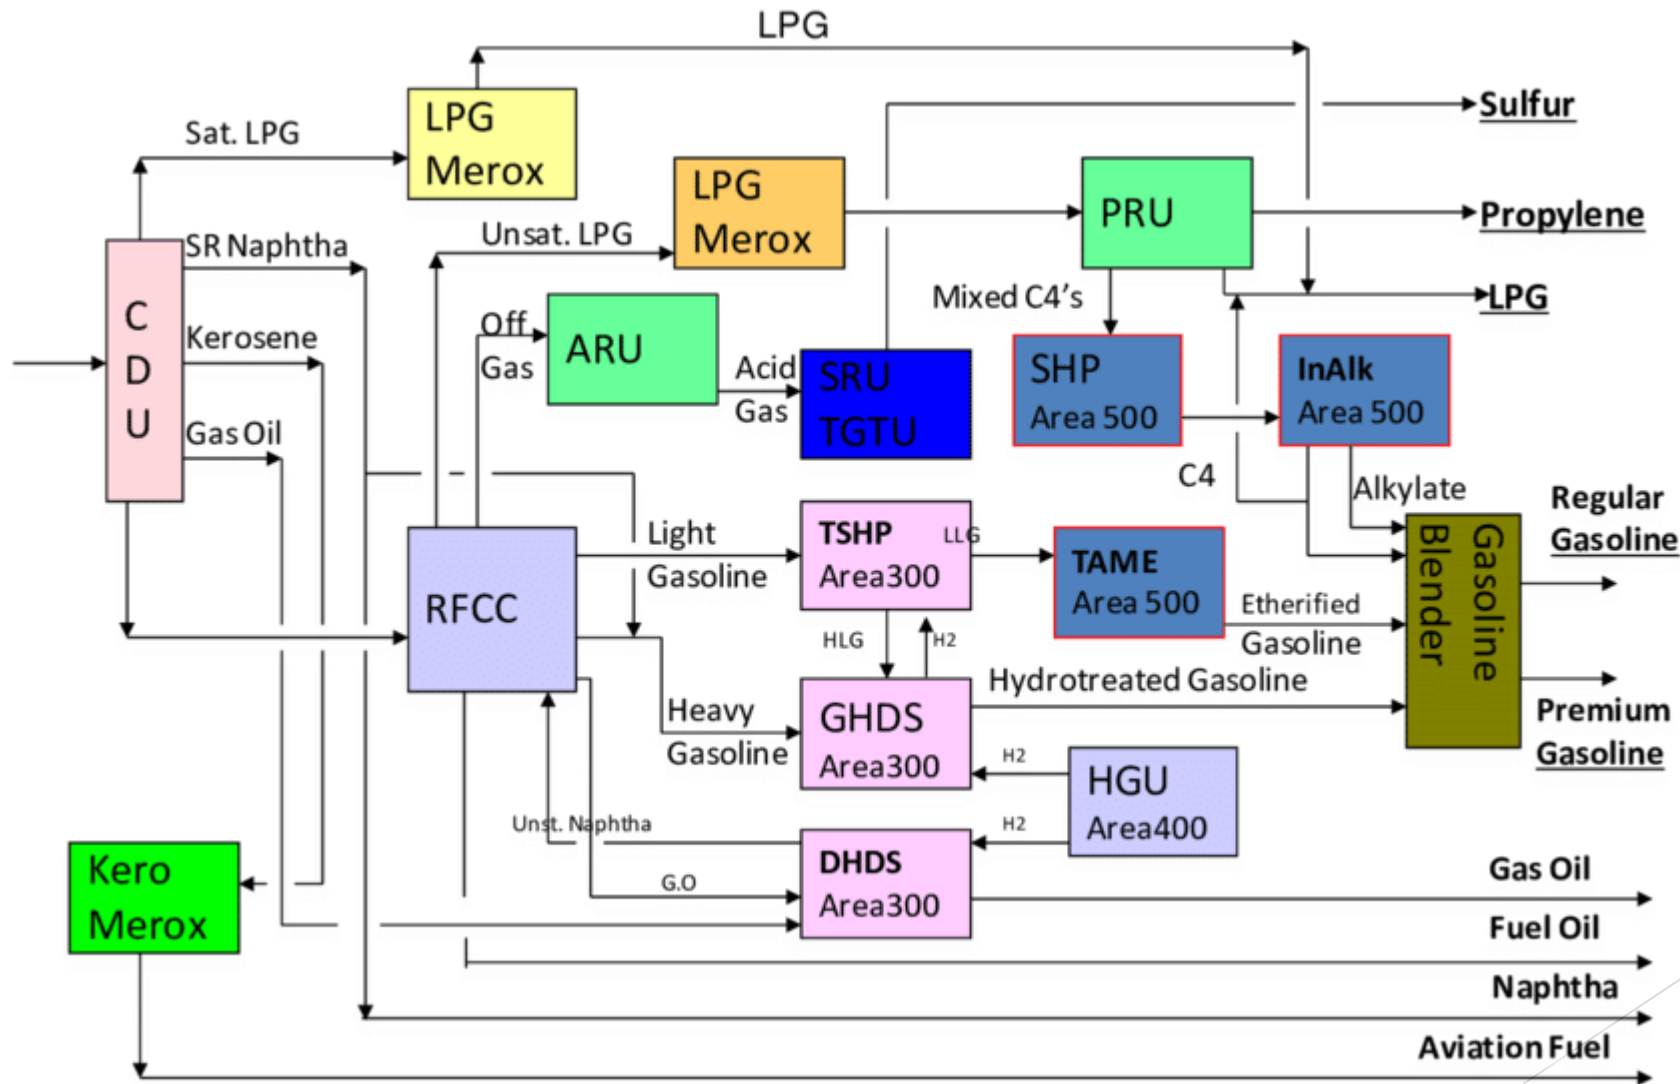 LPG
LPG
Merox
Sat. LPG
Sulfur
LPG
Merox
PRU
Propylene
Unsat. LPG
SR Naphtha
C
D
U
Mixed C4's
LPG
Off
Gas
ARU
Kerosene
Acid
Gas
SRU
TGTU
SHP
Area 500
InAlk
Area 500
Gas Oil
C4
Alkylate
Regular
Gasoline
Light
Gasoline
TSHP
Area300
LLG
TAME
Area 500
Gasoline
Blender
RFCC
Etherified
Gasoline
HLG
H2
Hydrotreated Gasoline
Heavy
Gasoline
GHDS
Area300
Premium
Gasoline
H2
HGU
Area400
Unst. Naphtha
H2
Kero
Merox
G.O
DHDS
Area300
Gas Oil
Fuel Oil
Naphtha
Aviation Fuel